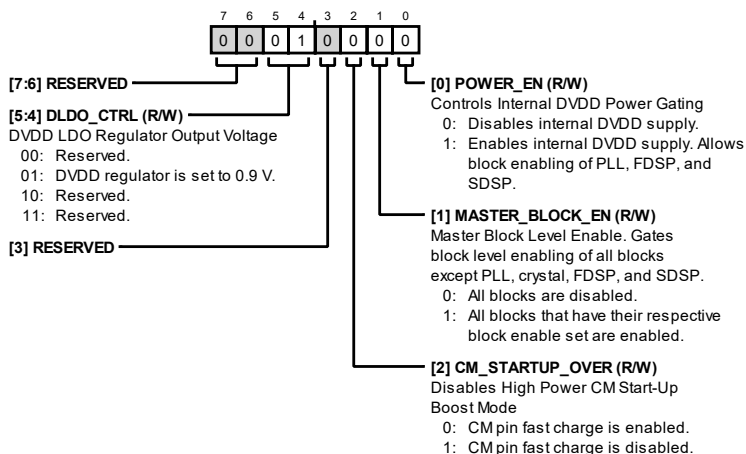 7 6 5 4 3 2 1 0
0 0 0 1 0 0 0 0
[7:6] RESERVED
[5:4] DLDO_CTRL (R/W)
DVDD LDO Regulator Output Voltage
00: Reserved.
01: DVDD regulator is set to 0.9 V.
10: Reserved.
11: Reserved.
[3] RESERVED
[0] POWER_EN (R/W)
Controls Internal DVDD Power Gating
0: Disables internal DVDD supply.
1: Enables internal DVDD supply. Allows
block enabling of PLL, FDSP, and
SDSP.
[1] MASTER_BLOCK_EN (R/W)
Master Block Level Enable. Gates
block level enabling of all blocks
except PLL, crystal, FDSP, and SDSP.
0: All blocks are disabled.
1: All blocks that have their respective
block enable set are enabled.
[2] CM_STARTUP_OVER (R/W)
Disables High Power CM Start-Up
Boost Mode
0: CM pin fast charge is enabled.
1: CM pin fast charge is disabled.